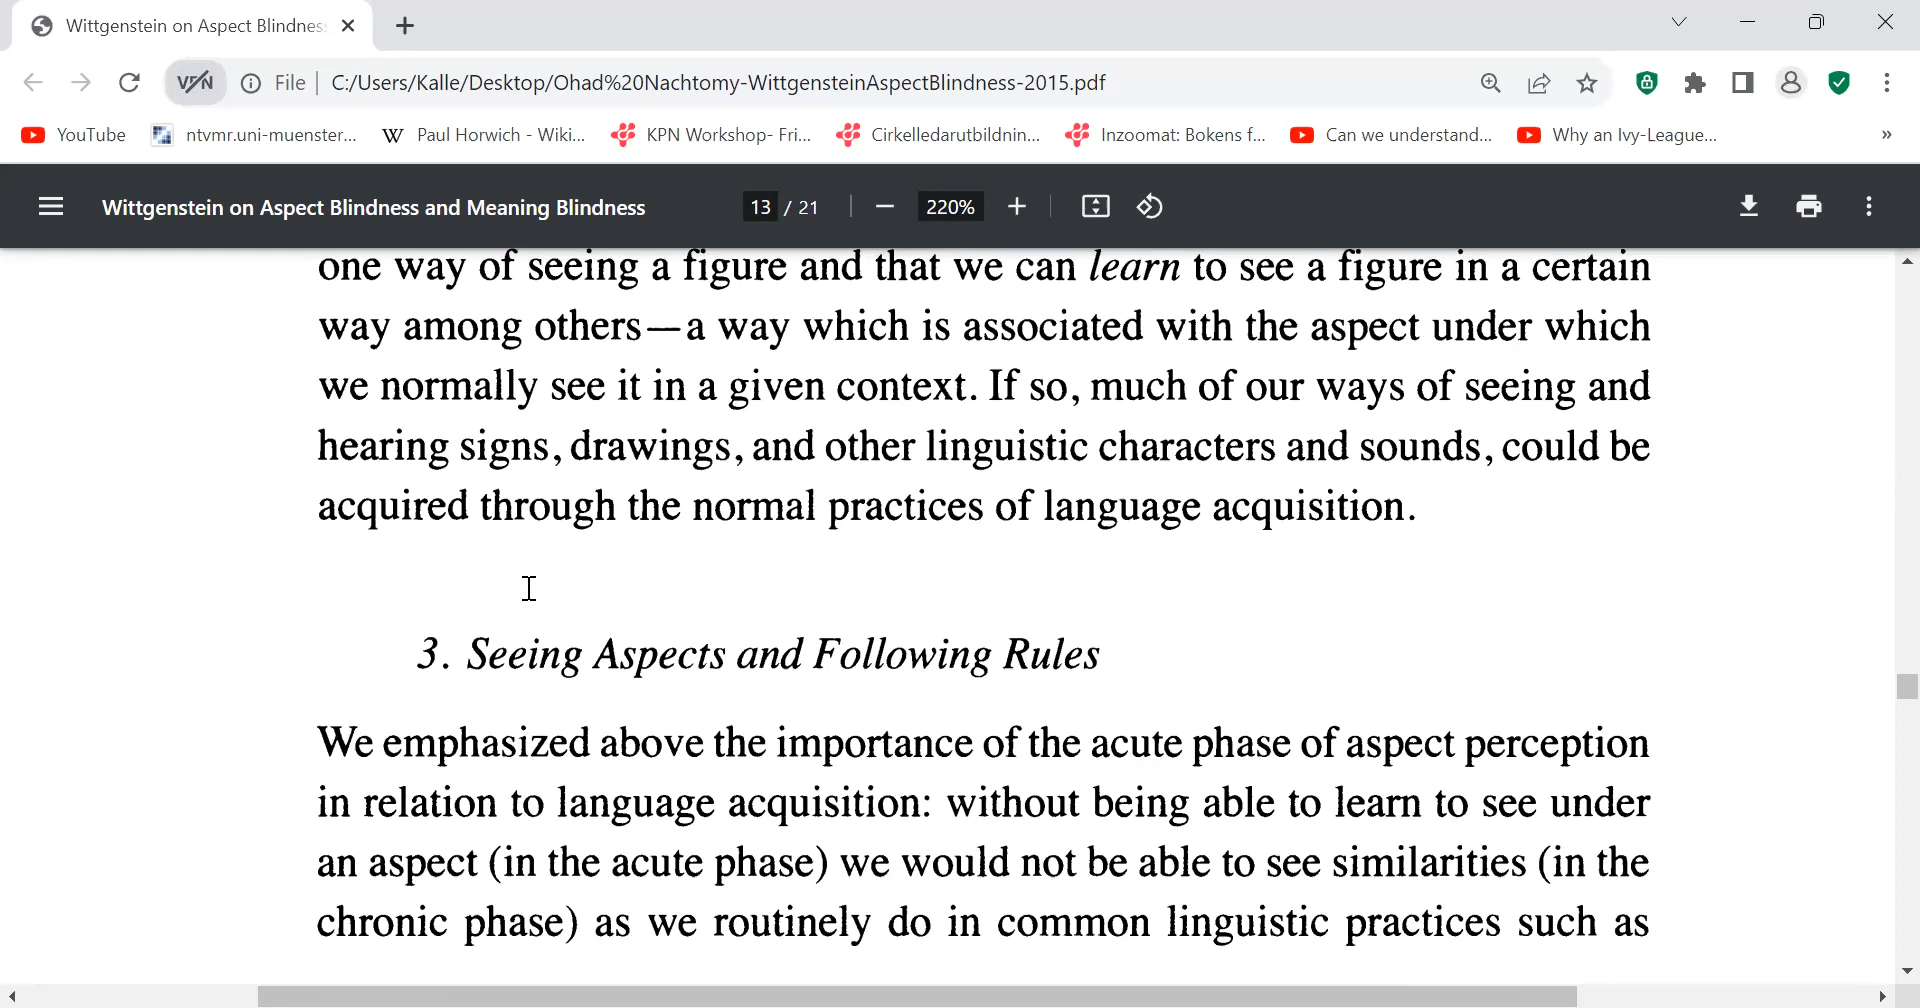 Wittgenstein on Aspect Blindnes
VPN File C:/Users/Kalle/Desktop/Ohad%20Nachtomy-WittgensteinAspectBlindness-2015.pdf
YouTube ntvmr.uni-muenster... W Paul Horwich - Wiki... KPN Workshop- Fri... Cirkelledarutbildnin... Inzoomat: Bokens f... Can we understand... Why an Ivy-League... »
Wittgenstein on Aspect Blindness and Meaning Blindness 13 / 21 220%
one way of seeing a figure and that we can learn to see a figure in a certain
way among others—a way which is associated with the aspect under which
we normally see it in a given context. If so, much of our ways of seeing and
hearing signs, drawings, and other linguistic characters and sounds, could be
acquired through the normal practices of language acquisition.
3. Seeing Aspects and Following Rules
We emphasized above the importance of the acute phase of aspect perception
in relation to language acquisition: without being able to learn to see under
an aspect (in the acute phase) we would not be able to see similarities (in the
chronic phase) as we routinely do in common linguistic practices such as